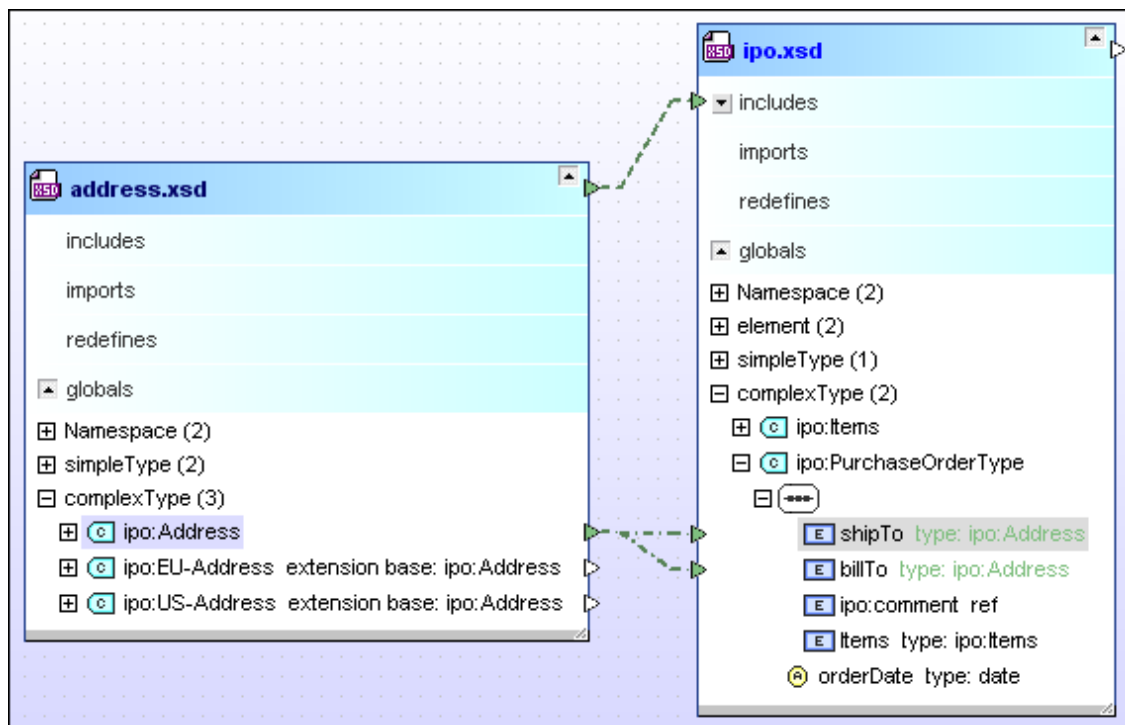 XSD address.xsd
includes
imports
redefines
globals
Namespace (2)
simpleType (2)
complexType (3)
C ipo:Address
C ipo:EU-Address extension base: ipo:Address
C ipo:US-Address extension base: ipo:Address
XSD ipo.xsd
includes
imports
redefines
globals
Namespace (2)
element (2)
simpleType (1)
complexType (2)
C ipo:Items
C ipo:PurchaseOrderType
E shipTo type: ipo:Address
E billTo type: ipo:Address
E ipo:comment ref
E Items type: ipo:Items
A orderDate type: date